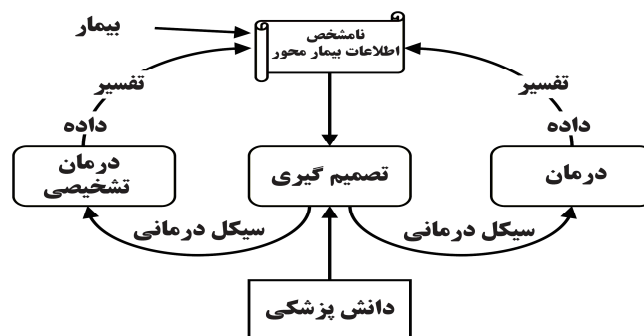 بیمار
نامشخص
اطلاعات بیمار محور
تفسیر
تفسیر
داده
داده
درمان
تصمیم گیری
درمان
تشخیصی
سیکل درمانی
سیکل درمانی
دانش پزشکی